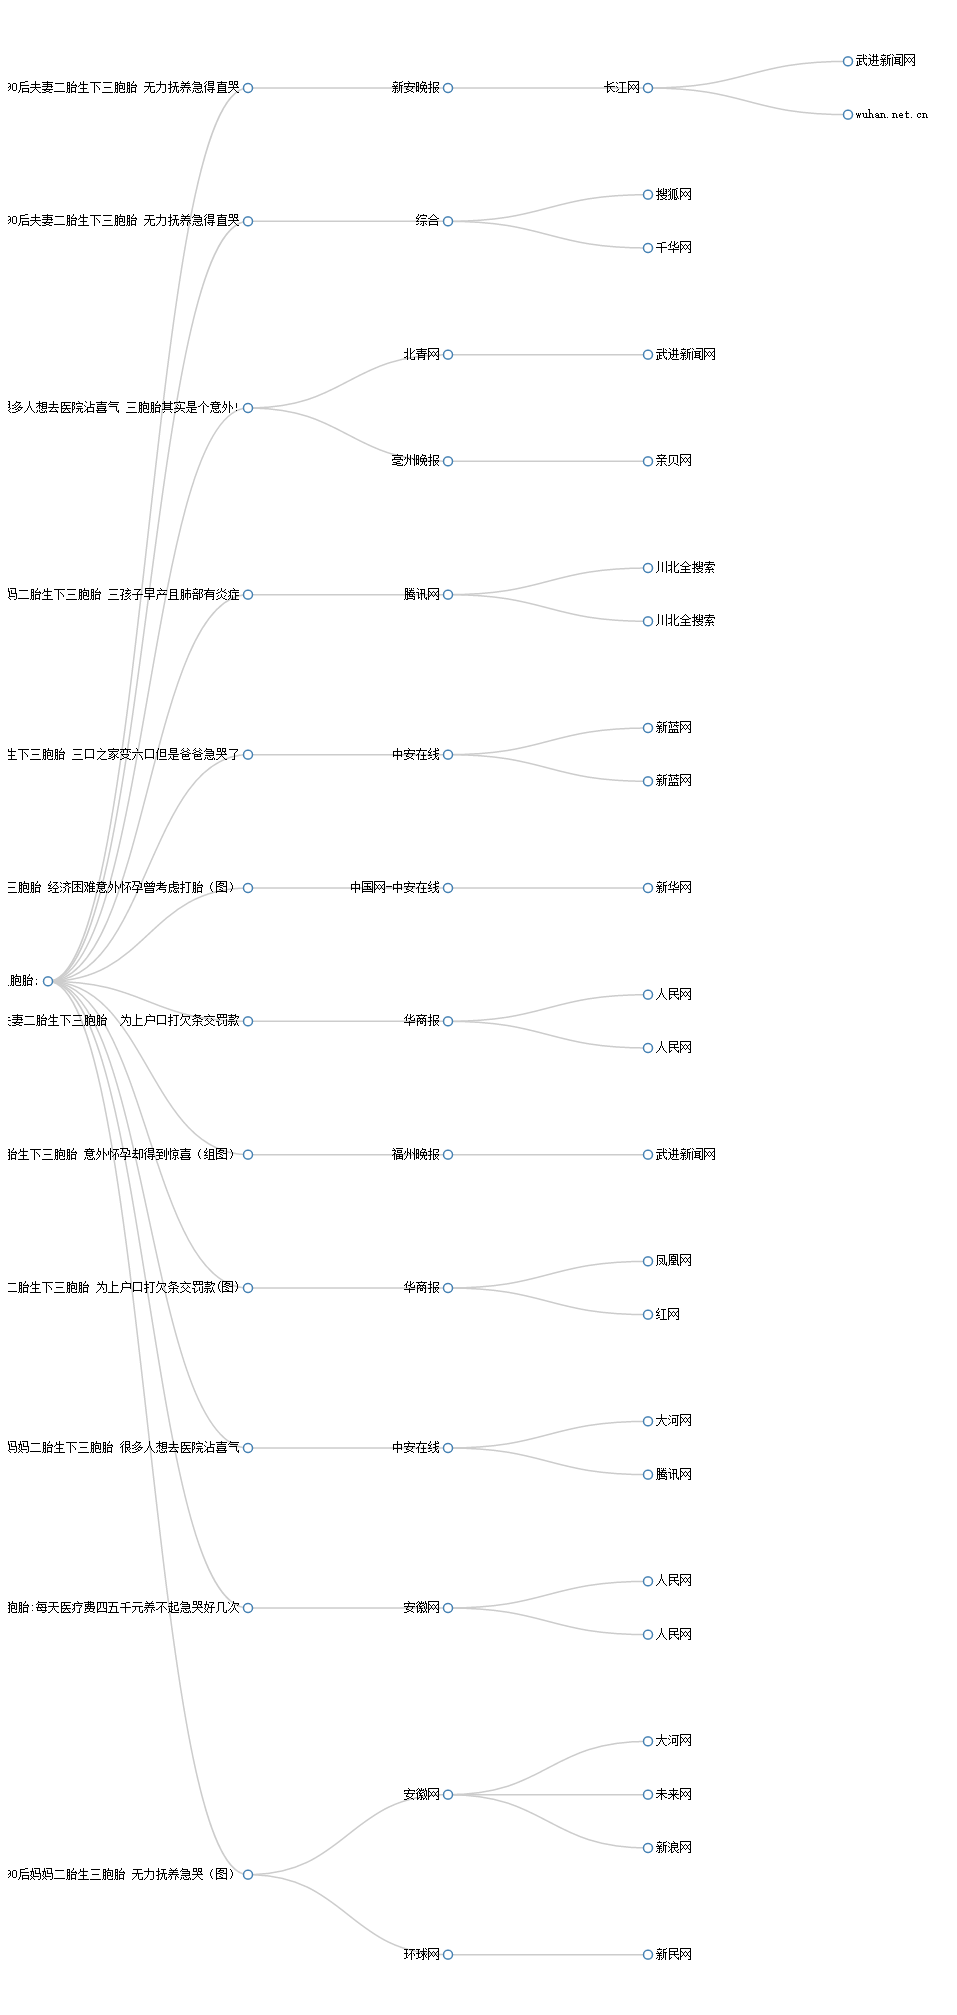 武进新闻网
90后夫妻二胎生下三胞胎 无力抚养急得直哭 新安晚报 长江网
wuhan.net.cn
搜狐网
90后夫妻二胎生下三胞胎 无力抚养急得直哭 综合
千华网
北青网 武进新闻网
多人想去医院沾喜气 三胞胎其实是个意外!
亳州晚报 亲贝网
川北全搜索
妈二胎生下三胞胎 三孩子早产且肺部有炎症 腾讯网
川北全搜索
新蓝网
生下三胞胎 三口之家变六口但是爸爸急哭了 中安在线
新蓝网
三胞胎 经济困难意外怀孕曾考虑打胎（图） 中国网-中安在线 新华网
胞胎:
人民网
妻二胎生下三胞胎 为上户口打欠条交罚款 华商报
人民网
胎生下三胞胎 意外怀孕却得到惊喜（组图） 福州晚报 武进新闻网
凤凰网
二胎生下三胞胎 为上户口打欠条交罚款(图) 华商报
红网
大河网
妈妈二胎生下三胞胎 很多人想去医院沾喜气 中安在线
腾讯网
人民网
胞胎:每天医疗费四五千元养不起急哭好几次 安徽网
人民网
大河网
安徽网 未来网
新浪网
90后妈妈二胎生三胞胎 无力抚养急哭（图）
环球网 新民网